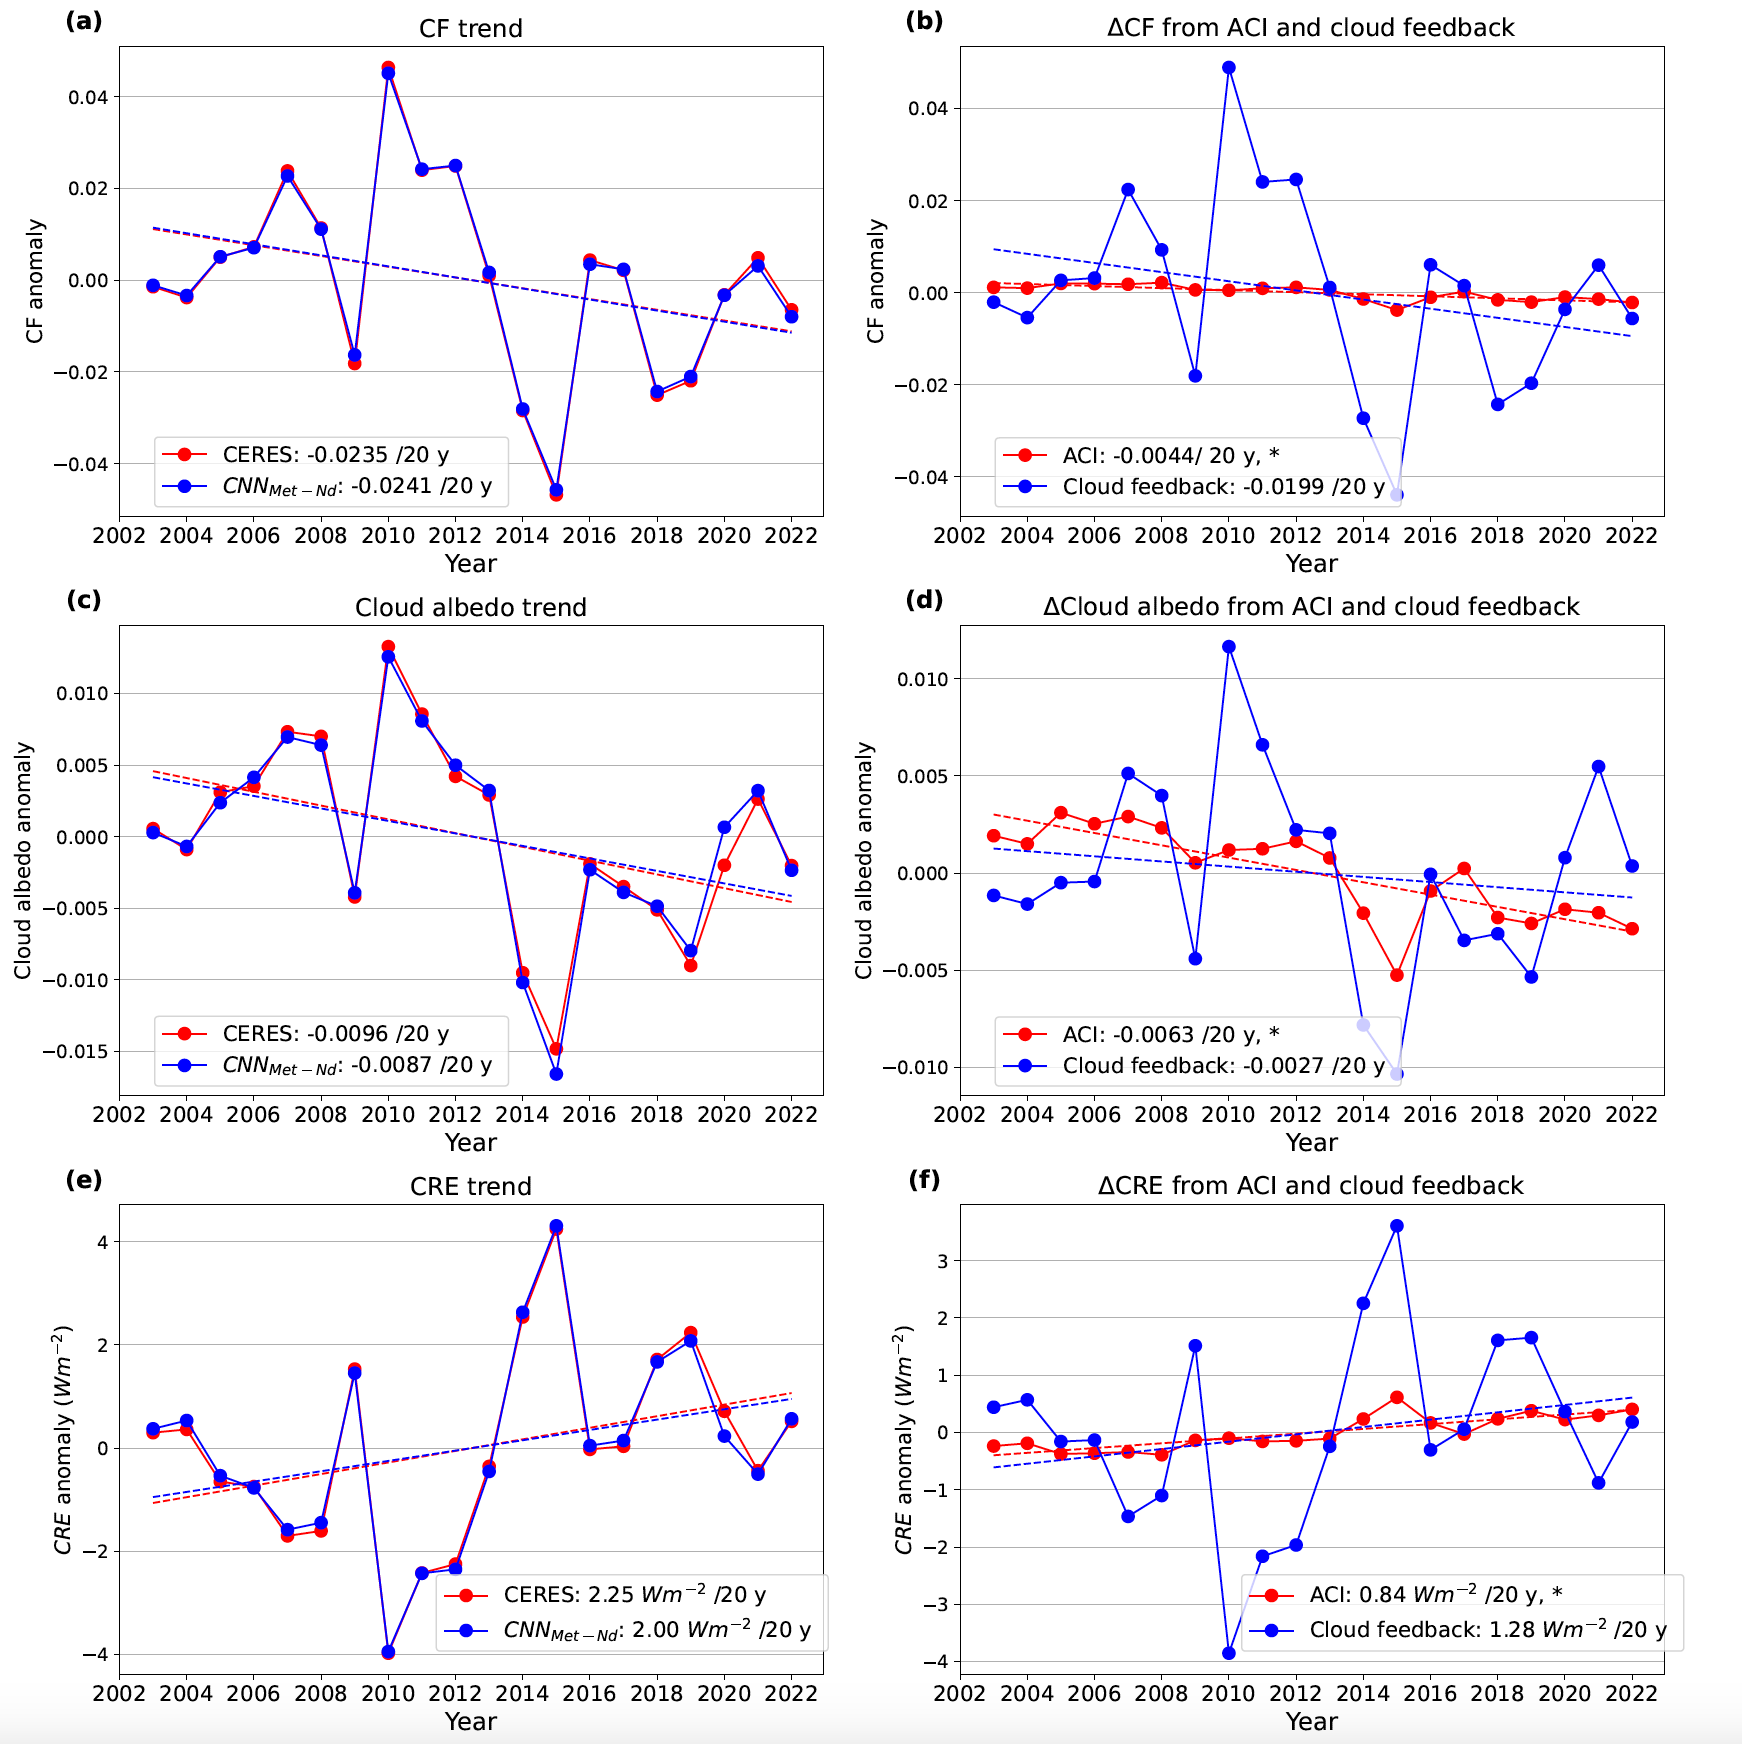 (a)
CF trend
CF anomaly
0.04
0.02
0.00
−0.02
−0.04
CERES: -0.0235 /20 y
CNN_{Met−Nd}: -0.0241 /20 y
2002 2004 2006 2008 2010 2012 2014 2016 2018 2020 2022
Year
(b)
ΔCF from ACI and cloud feedback
CF anomaly
0.04
0.02
0.00
−0.02
−0.04
ACI: -0.0044/ 20 y, *
Cloud feedback: -0.0199 /20 y
2002 2004 2006 2008 2010 2012 2014 2016 2018 2020 2022
Year
(c)
Cloud albedo trend
Cloud albedo anomaly
0.010
0.005
0.000
−0.005
−0.010
−0.015
CERES: -0.0096 /20 y
CNN_{Met−Nd}: -0.0087 /20 y
2002 2004 2006 2008 2010 2012 2014 2016 2018 2020 2022
Year
(d)
ΔCloud albedo from ACI and cloud feedback
Cloud albedo anomaly
0.010
0.005
0.000
−0.005
−0.010
ACI: -0.0063 /20 y, *
Cloud feedback: -0.0027 /20 y
2002 2004 2006 2008 2010 2012 2014 2016 2018 2020 2022
Year
(e)
CRE trend
CRE anomaly (Wm⁻²)
4
2
0
−2
−4
CERES: 2.25 Wm⁻² /20 y
CNN_{Met−Nd}: 2.00 Wm⁻² /20 y
2002 2004 2006 2008 2010 2012 2014 2016 2018 2020 2022
Year
(f)
ΔCRE from ACI and cloud feedback
CRE anomaly (Wm⁻²)
3
2
1
0
−1
−2
−3
−4
ACI: 0.84 Wm⁻² /20 y, *
Cloud feedback: 1.28 Wm⁻² /20 y
2002 2004 2006 2008 2010 2012 2014 2016 2018 2020 2022
Year